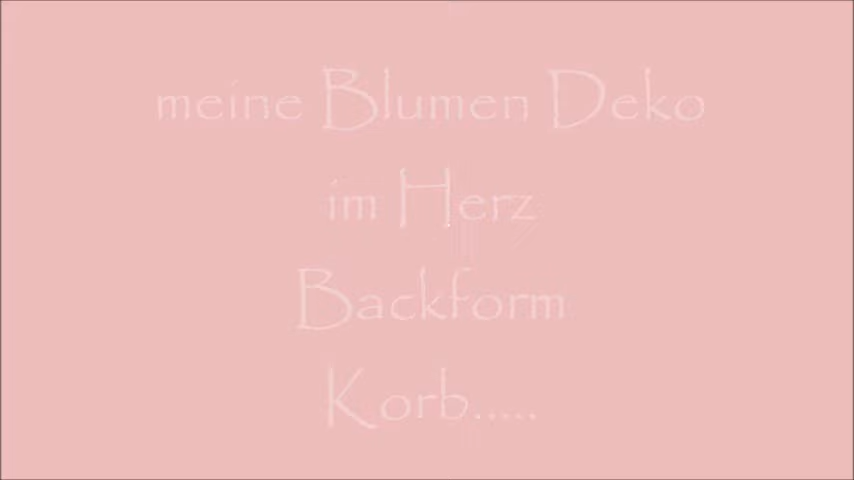 meine Blumen Deko
im Herz
Backform
Korb.....